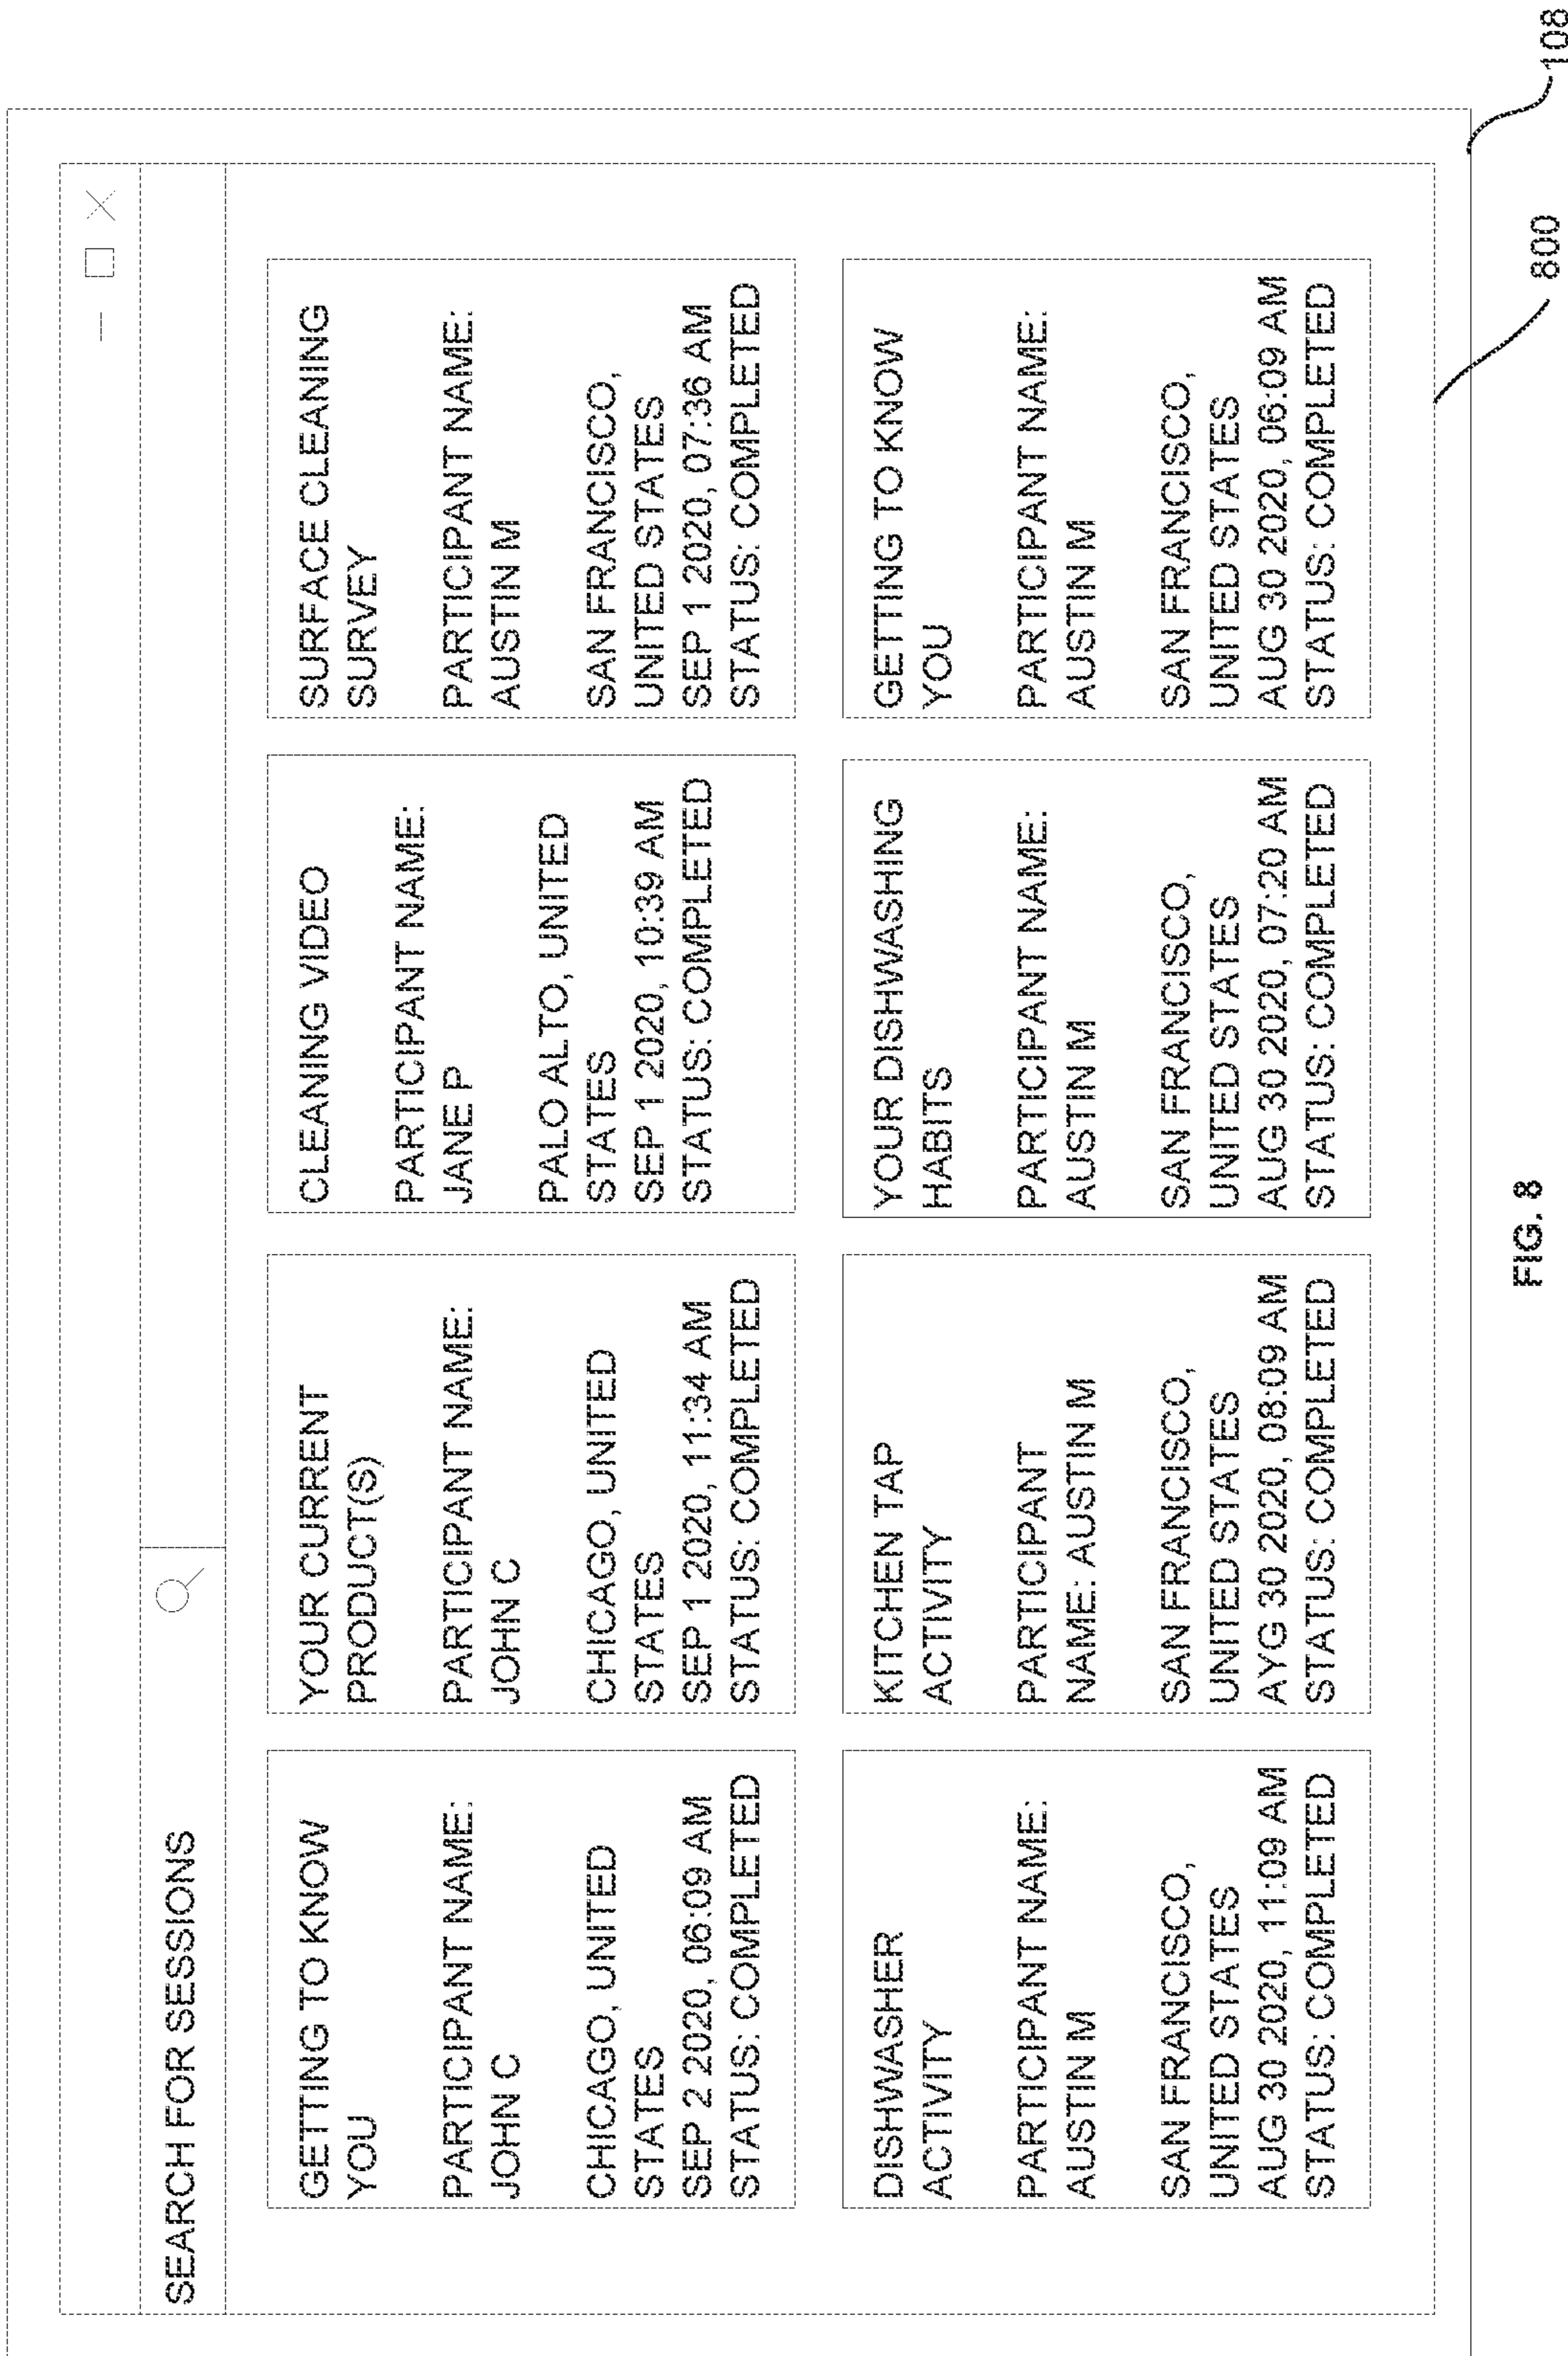 SEARCH FOR SESSIONS
GETTING TO KNOW
YOU
PARTICIPANT NAME:
JOHN C
CHICAGO, UNITED
STATES
SEP 2 2020, 06:09 AM
STATUS: COMPLETED
YOUR CURRENT
PRODUCT(S)
PARTICIPANT NAME:
JOHN C
CHICAGO, UNITED
STATES
SEP 1 2020, 11:34 AM
STATUS: COMPLETED
CLEANING VIDEO
PARTICIPANT NAME:
JANE P
PALO ALTO, UNITED
STATES
SEP 1 2020, 10:39 AM
STATUS: COMPLETED
SURFACE CLEANING
SURVEY
PARTICIPANT NAME:
AUSTIN M
SAN FRANCISCO,
UNITED STATES
SEP 1 2020, 07:36 AM
STATUS: COMPLETED
DISHWASHER
ACTIVITY
PARTICIPANT NAME:
AUSTIN M
SAN FRANCISCO,
UNITED STATES
AUG 30 2020, 11:09 AM
STATUS: COMPLETED
KITCHEN TAP
ACTIVITY
PARTICIPANT
NAME: AUSTIN M
SAN FRANCISCO,
UNITED STATES
AYG 30 2020, 08:09 AM
STATUS: COMPLETED
YOUR DISHWASHING
HABITS
PARTICIPANT NAME:
AUSTIN M
SAN FRANCISCO,
UNITED STATES
AUG 30 2020, 07:20 AM
STATUS: COMPLETED
GETTING TO KNOW
YOU
PARTICIPANT NAME:
AUSTIN M
SAN FRANCISCO,
UNITED STATES
AUG 30 2020, 06:09 AM
STATUS: COMPLETED
800
108
FIG. 8